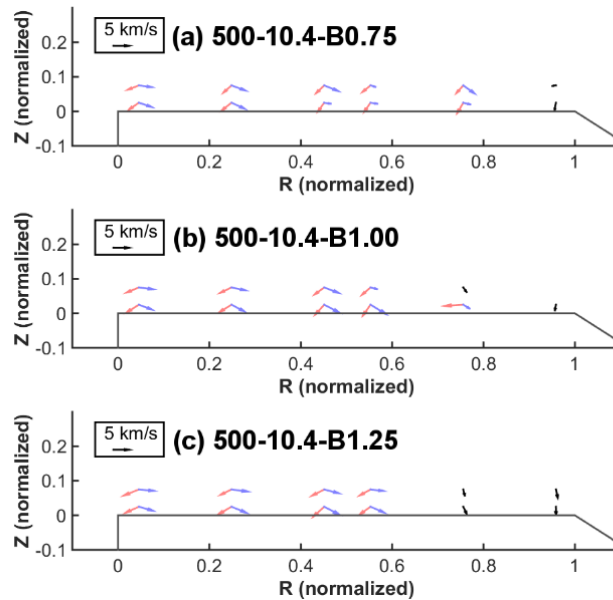 5 km/s
(a) 500-10.4-B0.75
Z (normalized)
0.2
0.1
0
-0.1
0 0.2 0.4 0.6 0.8 1
R (normalized)
5 km/s
(b) 500-10.4-B1.00
Z (normalized)
0.2
0.1
0
-0.1
0 0.2 0.4 0.6 0.8 1
R (normalized)
5 km/s
(c) 500-10.4-B1.25
Z (normalized)
0.2
0.1
0
-0.1
0 0.2 0.4 0.6 0.8 1
R (normalized)